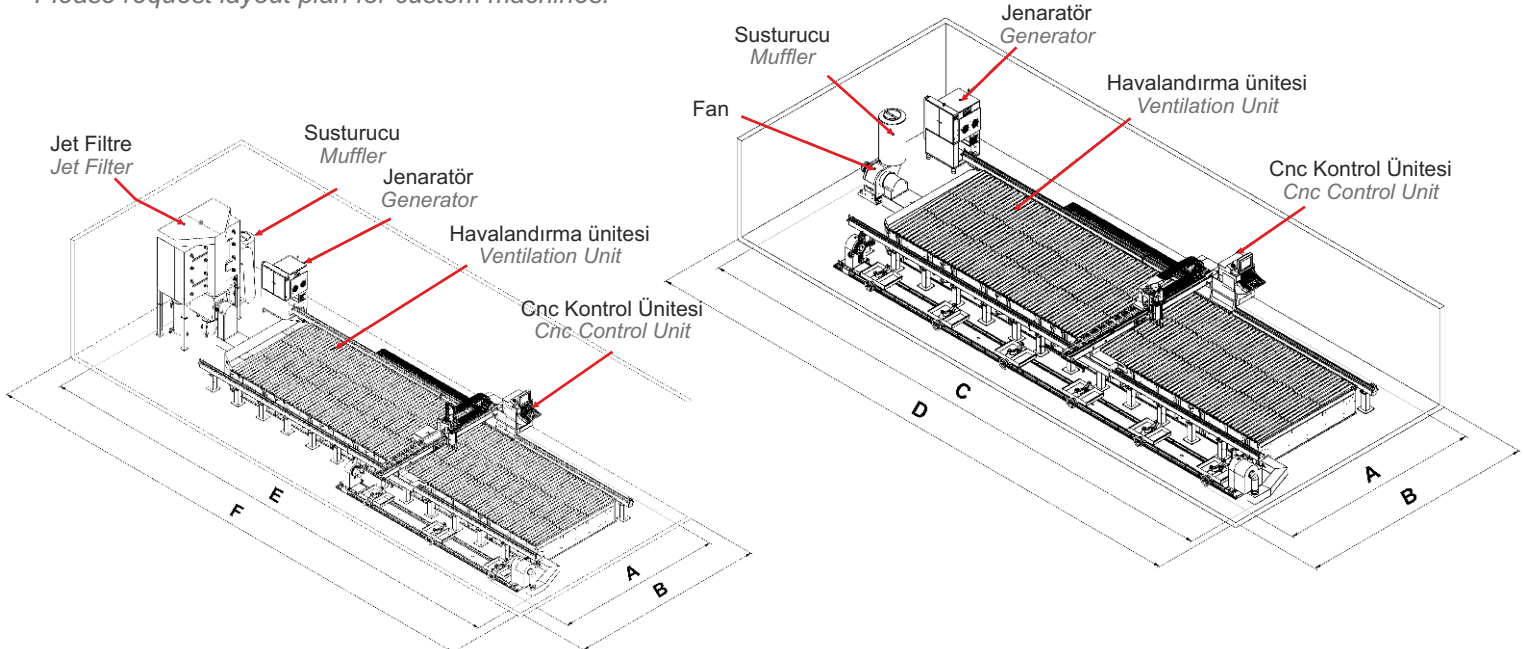 Please request layout plan for custom machines.
Jet Filtre
Jet Filter
Susturucu
Muffler
Jenaratör
Generator
Havalandırma ünitesi
Ventilation Unit
Cnc Kontrol Ünitesi
Cnc Control Unit
E
F
A
B
Susturucu
Muffler
Jenaratör
Generator
Fan
Havalandırma ünitesi
Ventilation Unit
Cnc Kontrol Ünitesi
Cnc Control Unit
C
D
A
B